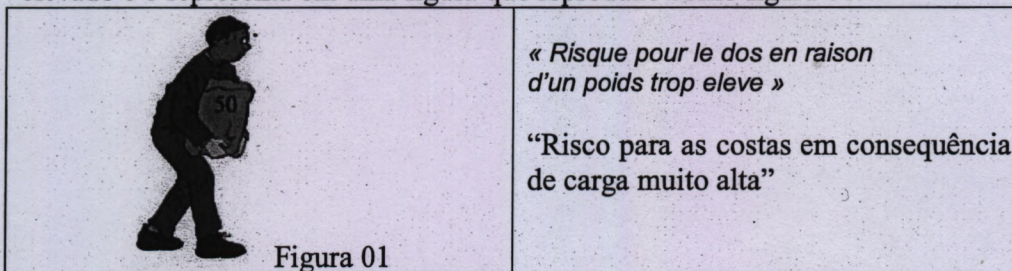 50
Figura 01
« Risque pour le dos en raison
d'un poids trop eleve »
“Risco para as costas em consequência
de carga muito alta”